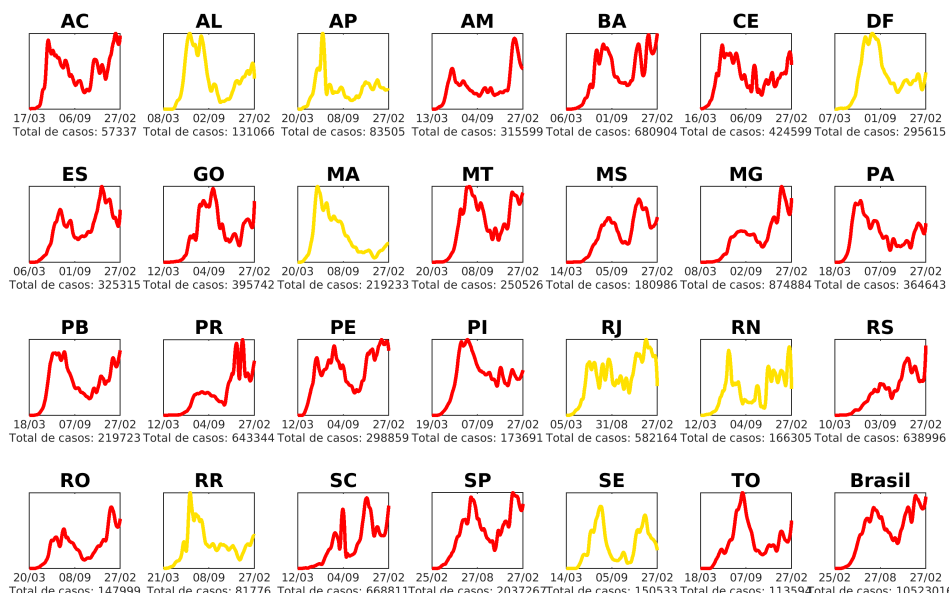 AC AL AP AM BA CE DF
17/03 06/09 27/02 08/03 02/09 27/02 20/03 08/09 27/02 13/03 04/09 27/02 06/03 01/09 27/02 16/03 06/09 27/02 07/03 01/09 27/02
Total de casos: 57337 Total de casos: 131066 Total de casos: 83505 Total de casos: 315599 Total de casos: 680904 Total de casos: 424599 Total de casos: 295615
ES GO MA MT MS MG PA
06/03 01/09 27/02 12/03 04/09 27/02 20/03 08/09 27/02 20/03 08/09 27/02 14/03 05/09 27/02 08/03 02/09 27/02 18/03 07/09 27/02
Total de casos: 325315 Total de casos: 395742 Total de casos: 219233 Total de casos: 250526 Total de casos: 180986 Total de casos: 874884 Total de casos: 364643
PB PR PE PI RJ RN RS
18/03 07/09 27/02 12/03 04/09 27/02 12/03 04/09 27/02 19/03 07/09 27/02 05/03 31/08 27/02 12/03 04/09 27/02 10/03 03/09 27/02
Total de casos: 219723 Total de casos: 643344 Total de casos: 298859 Total de casos: 173691 Total de casos: 582164 Total de casos: 166305 Total de casos: 638996
RO RR SC SP SE TO Brasil
20/03 08/09 27/02 21/03 08/09 27/02 12/03 04/09 27/02 25/02 27/08 27/02 14/03 05/09 27/02 18/03 07/09 27/02 25/02 27/08 27/02
Total de casos: 147999 Total de casos: 81776 Total de casos: 668811 Total de casos: 2037267 Total de casos: 150533 Total de casos: 113594 Total de casos: